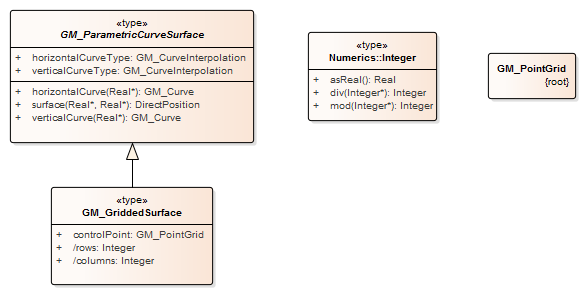 «type»
GM_ParametricCurveSurface
+ horizontalCurveType: GM_CurveInterpolation
+ verticalCurveType: GM_CurveInterpolation
+ horizontalCurve(Real*): GM_Curve
+ surface(Real*, Real*): DirectPosition
+ verticalCurve(Real*): GM_Curve
«type»
GM_GriddedSurface
+ controlPoint: GM_PointGrid
+ /rows: Integer
+ /columns: Integer
«type»
Numerics::Integer
+ asReal(): Real
+ div(Integer*): Integer
+ mod(Integer*): Integer
GM_PointGrid
{root}